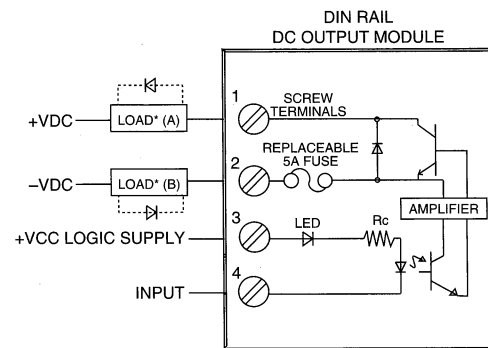 DIN RAIL
DC OUTPUT MODULE
1
SCREW
TERMINALS
+VDC
LOAD* (A)
REPLACEABLE
5A FUSE
2
–VDC
LOAD* (B)
AMPLIFIER
3
LED
Rc
+VCC LOGIC SUPPLY
4
INPUT